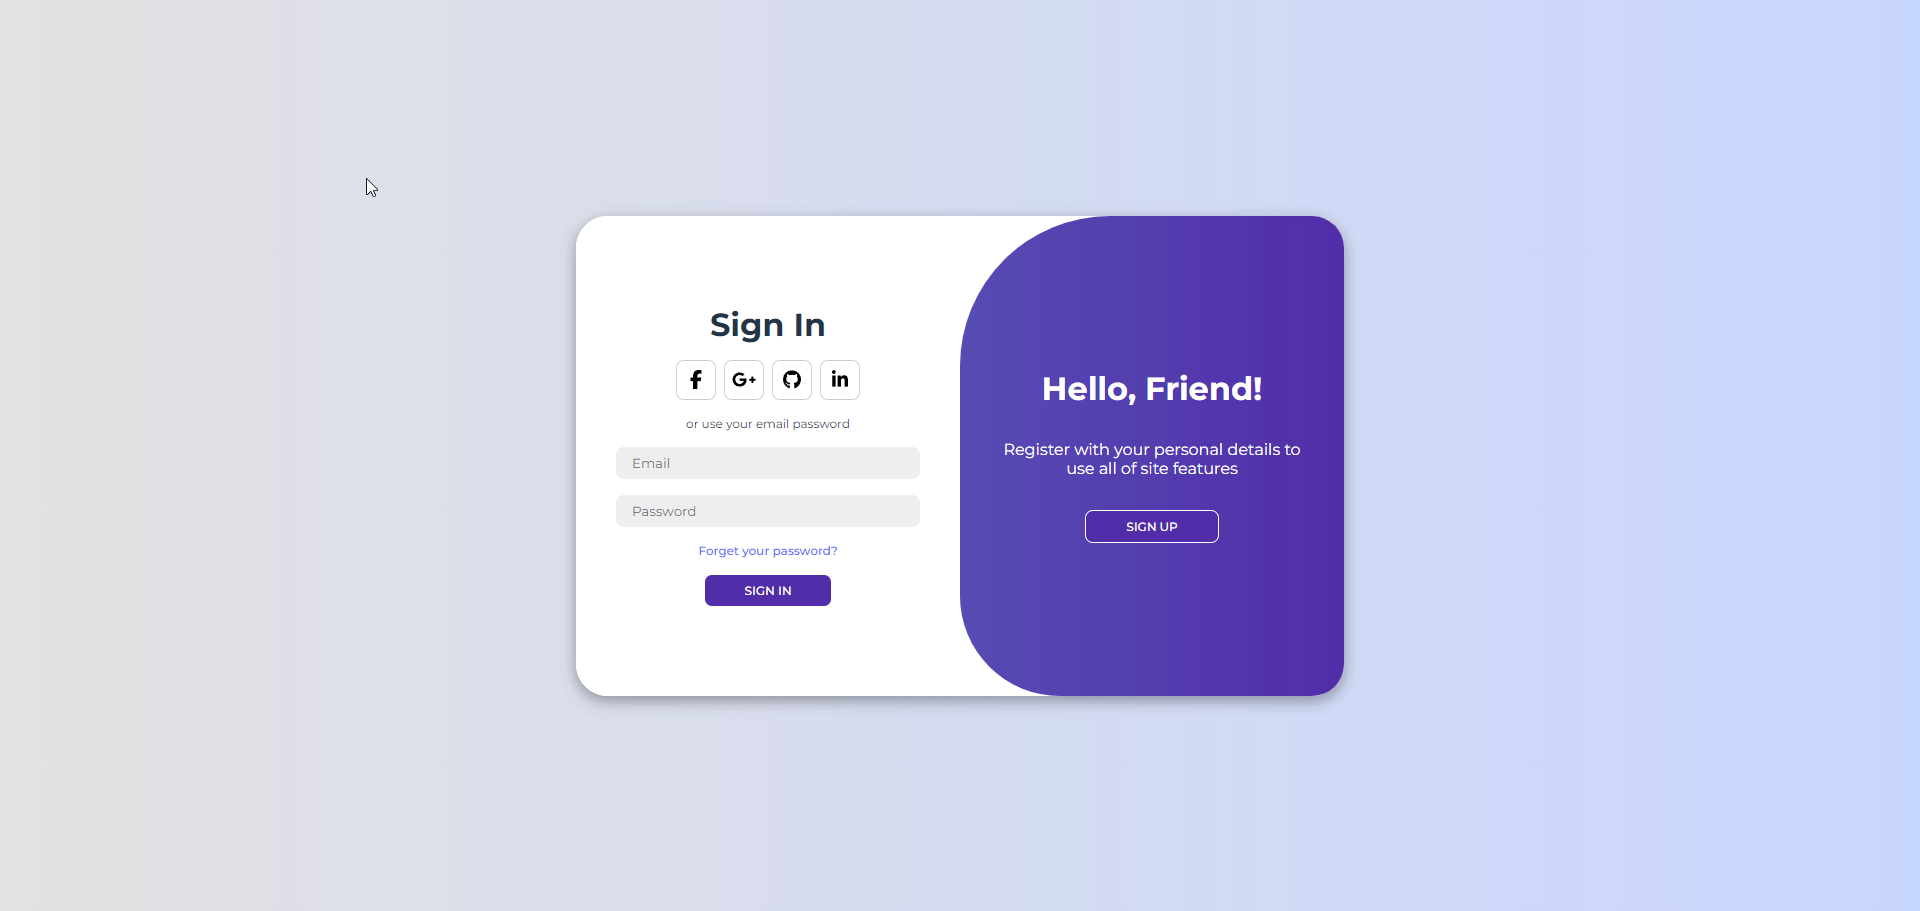 Sign In
f
G+
in
or use your email password
Email
Password
Forget your password?
SIGN IN
Hello, Friend!
Register with your personal details to
use all of site features
SIGN UP